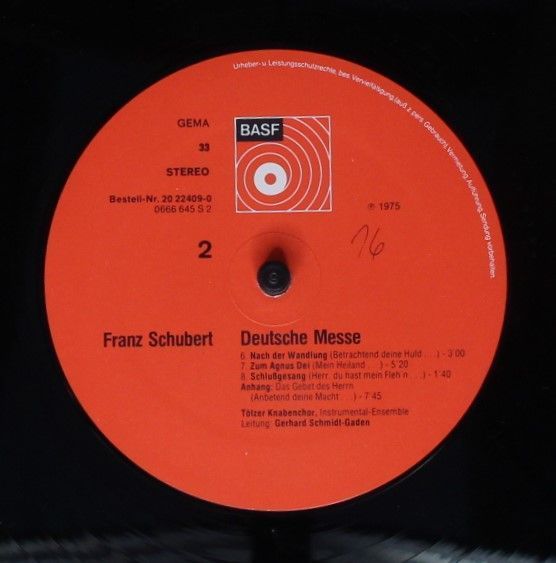 Urheber- u Leistungsschutzrechte, bes. Vervielfältigung (auß z pers Gebrauch), Vermietung, Aufführung, Sendung vorbehalten.
GEMA
BASF
33
STEREO
Bestell-Nr. 20 22409-0
0666 645 S 2
℗ 1975
2
16
Franz Schubert Deutsche Messe
6. Nach der Wandlung (Betrachtend deine Huld . . .) - 3'00
7. Zum Agnus Dei (Mein Heiland . . .) - 5'20
8. Schlußgesang (Herr, du hast mein Fleh'n . . .) - 1'40
Anhang: Das Gebet des Herrn
(Anbetend deine Macht . . .) - 7'45
Tölzer Knabenchor, Instrumental-Ensemble
Leitung: Gerhard Schmidt-Gaden